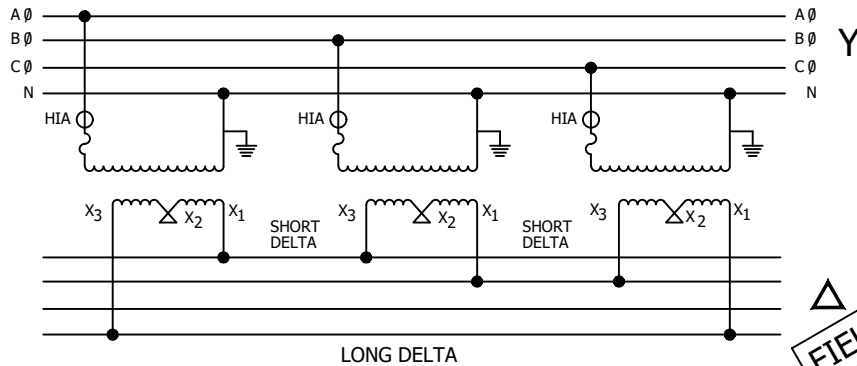 AØ AØ
BØ BØ Y
CØ CØ
N N
HIA HIA HIA
X3 X2 X1 X3 X2 X1 X3 X2 X1
SHORT DELTA SHORT DELTA
Δ
LONG DELTA